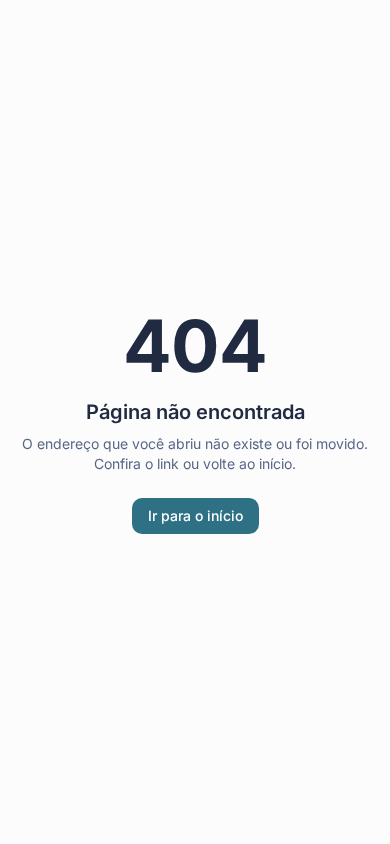 404
Página não encontrada
O endereço que você abriu não existe ou foi movido.
Confira o link ou volte ao início.
Ir para o início